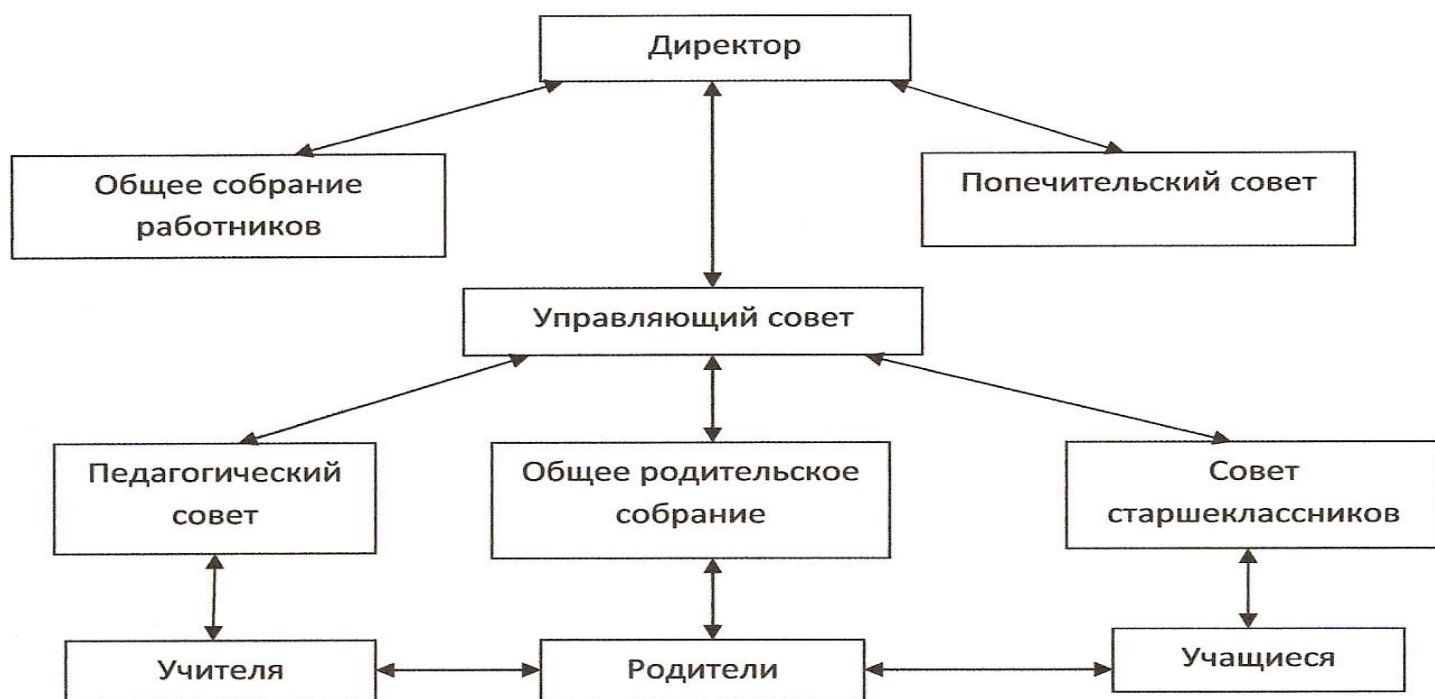 Директор
Общее собрание
работников
Попечительский совет
Управляющий совет
Педагогический
совет
Общее родительское
собрание
Совет
старшеклассников
Учителя
Родители
Учащиеся